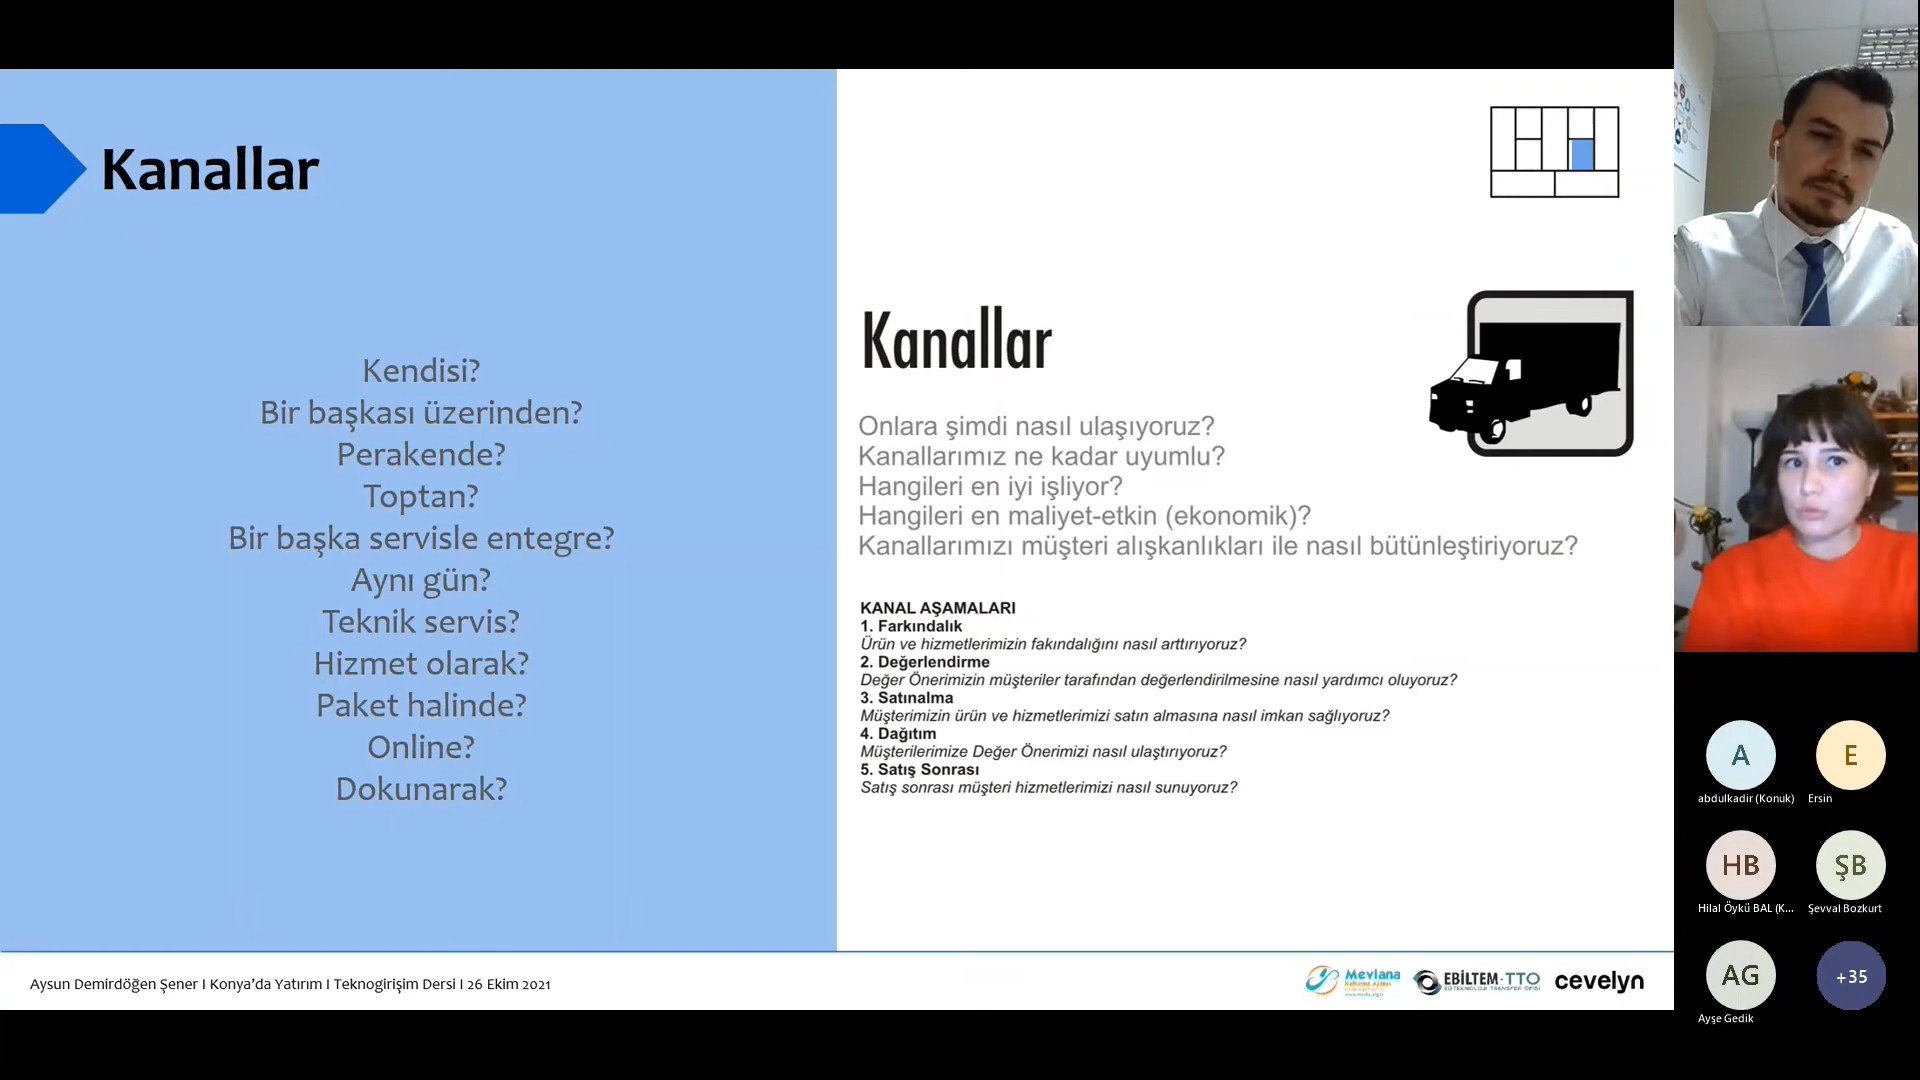 Kanallar
Kendisi?
Bir başkası üzerinden?
Perakende?
Toptan?
Bir başka servisle entegre?
Aynı gün?
Teknik servis?
Hizmet olarak?
Paket halinde?
Online?
Dokunarak?
Kanallar
Onlara şimdi nasıl ulaşıyoruz?
Kanallarımız ne kadar uyumlu?
Hangileri en iyi işliyor?
Hangileri en maliyet-etkin (ekonomik)?
Kanallarımızı müşteri alışkanlıkları ile nasıl bütünleştiriyoruz?
KANAL AŞAMALARI
1. Farkındalık
Ürün ve hizmetlerimizin fakındalığını nasıl arttırıyoruz?
2. Değerlendirme
Değer Önerimizin müşteriler tarafından değerlendirilmesine nasıl yardımcı oluyoruz?
3. Satınalma
Müşterimizin ürün ve hizmetlerimizi satın almasına nasıl imkan sağlıyoruz?
4. Dağıtım
Müşterilerimize Değer Önerimizi nasıl ulaştırıyoruz?
5. Satış Sonrası
Satış sonrası müşteri hizmetlerimizi nasıl sunuyoruz?
Aysun Demirdöğen Şener I Konya'da Yatırım I Teknogirişim Dersi I 26 Ekim 2021
Mevlana
EBİLTEM-TTO
EÜ TEKNOLOJİ TRANSFER OFİSİ
cevelyn
A
abdulkadir (Konuk)
E
Ersin
HB
Hilal Öykü BAL (K...
ŞB
Şevval Bozkurt
AG
Ayşe Gedik
+35